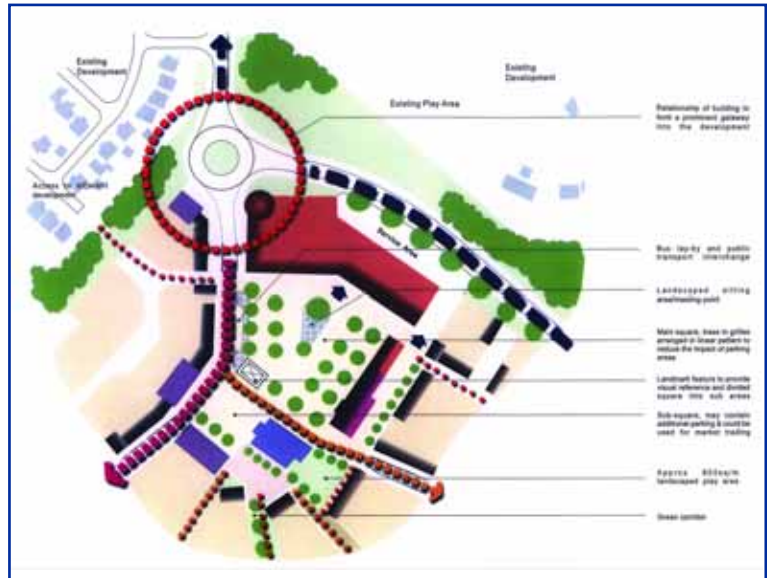 Existing
Development
Existing
Development
Existing Play Area
Relationship of building to
form a prominent gateway
into the development
Access to
development
Service Area
Bus lay-by and public
transport interchange
Landscaped sitting
area/meeting point
Main square, trees in grilles
arranged in linear pattern to
reduce the impact of parking
areas
Landmark feature to provide
visual reference and divided
square into sub areas
Sub-square, may contain
additional parking & could be
used for market trading
Approx
landscaped play area
Green corridor